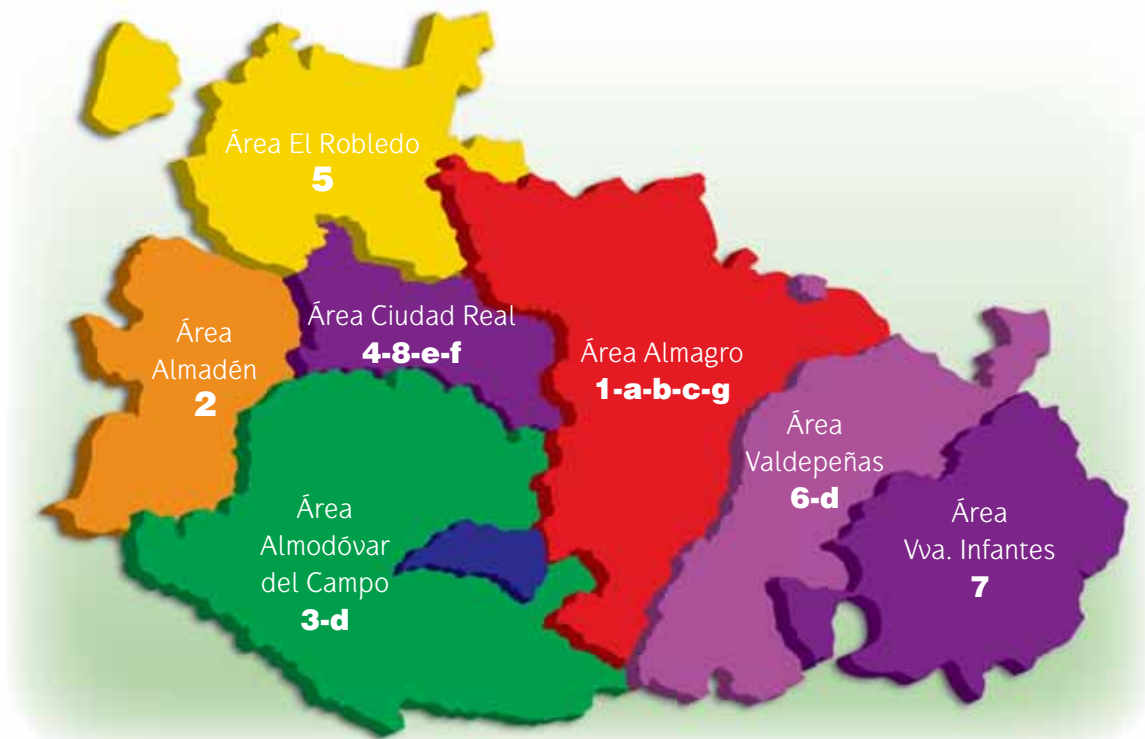 Área El Robledo
5
Área Ciudad Real
4-8-e-f
Área
Almadén
2
Área Almagro
1-a-b-c-g
Área
Valdepeñas
6-d
Área
Almodóvar
del Campo
3-d
Área
Vva. Infantes
7